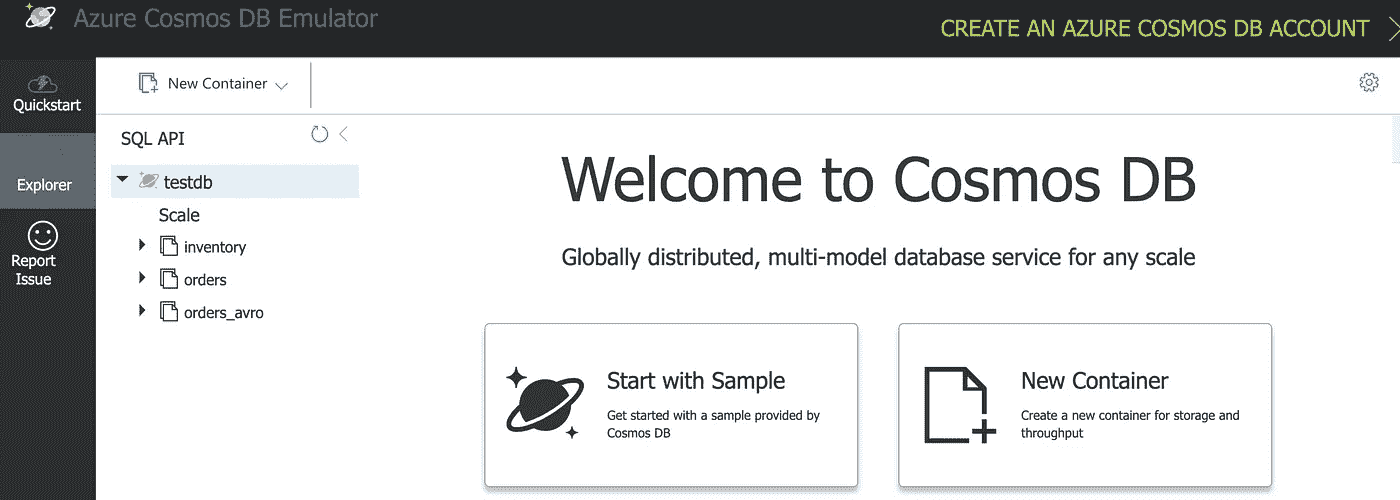 Azure Cosmos DB Emulator
CREATE AN AZURE COSMOS DB ACCOUNT
Quickstart
Explorer
Report
Issue
New Container
SQL API
testdb
Scale
inventory
orders
orders_avro
Welcome to Cosmos DB
Globally distributed, multi-model database service for any scale
Start with Sample
Get started with a sample provided by
Cosmos DB
New Container
Create a new container for storage and
throughput